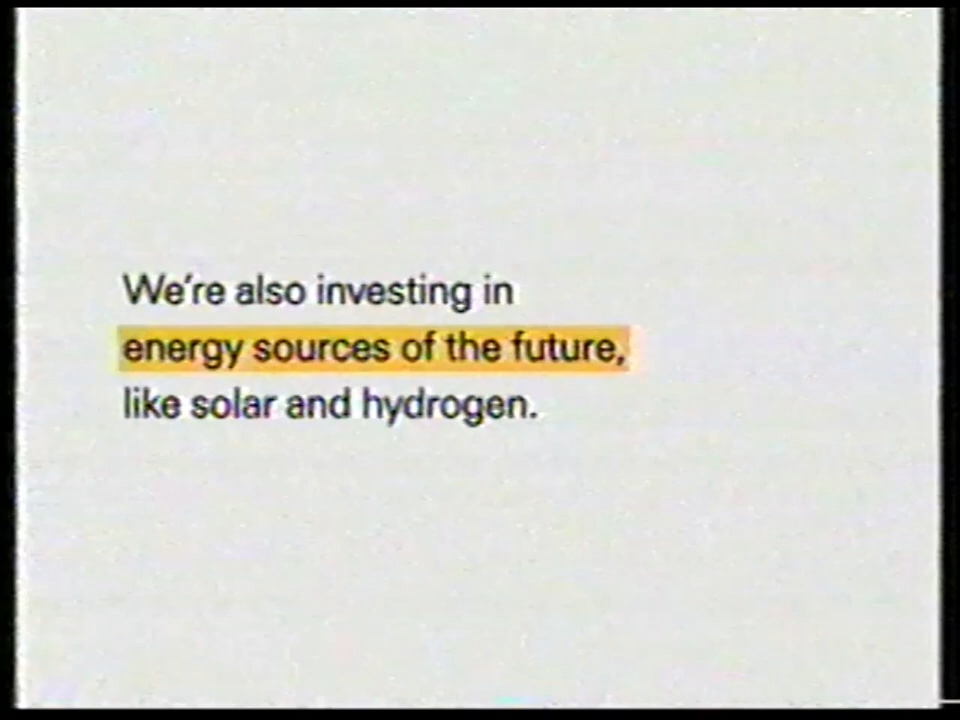 We're also investing in
energy sources of the future,
like solar and hydrogen.